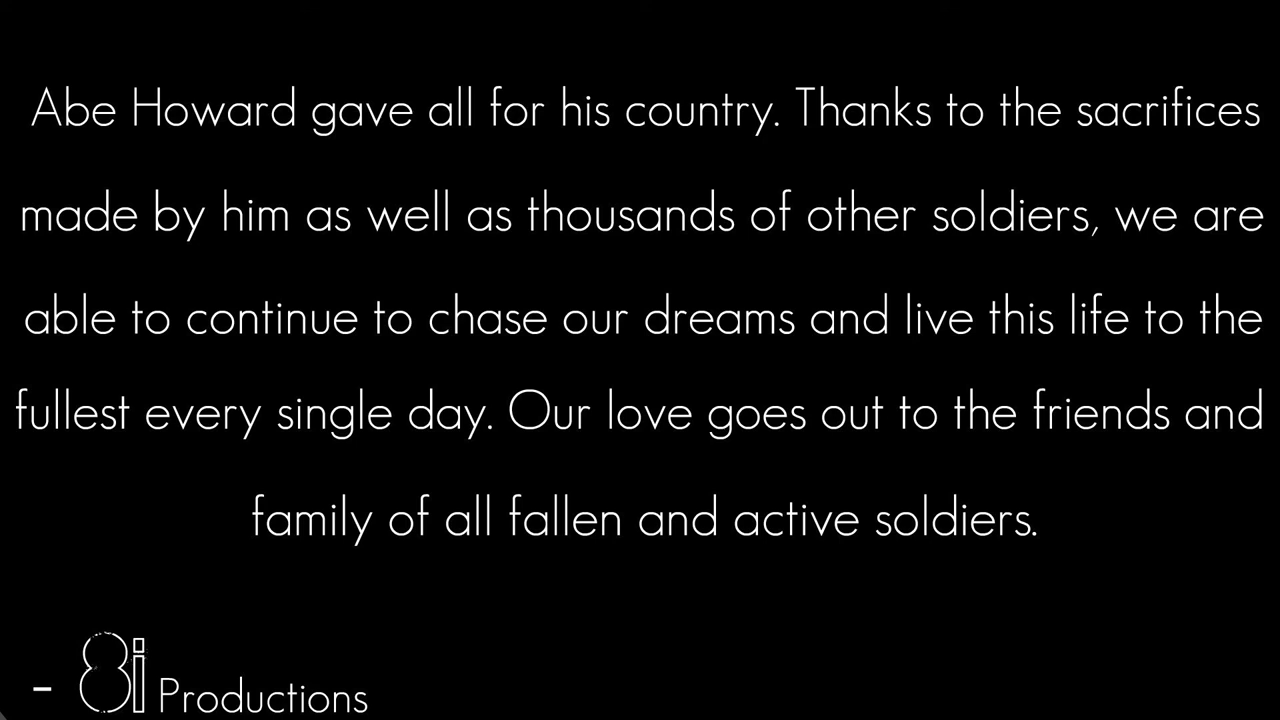 Abe Howard gave all for his country. Thanks to the sacrifices
made by him as well as thousands of other soldiers, we are
able to continue to chase our dreams and live this life to the
fullest every single day. Our love goes out to the friends and
family of all fallen and active soldiers.
- 8i Productions